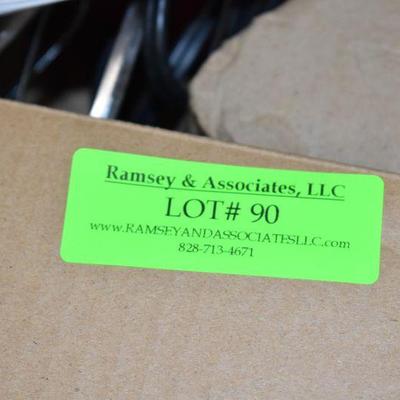 Ramsey & Associates, LLC
LOT# 90
www.RAMSEYANDASSOCIATESLLC.com
828-713-4671